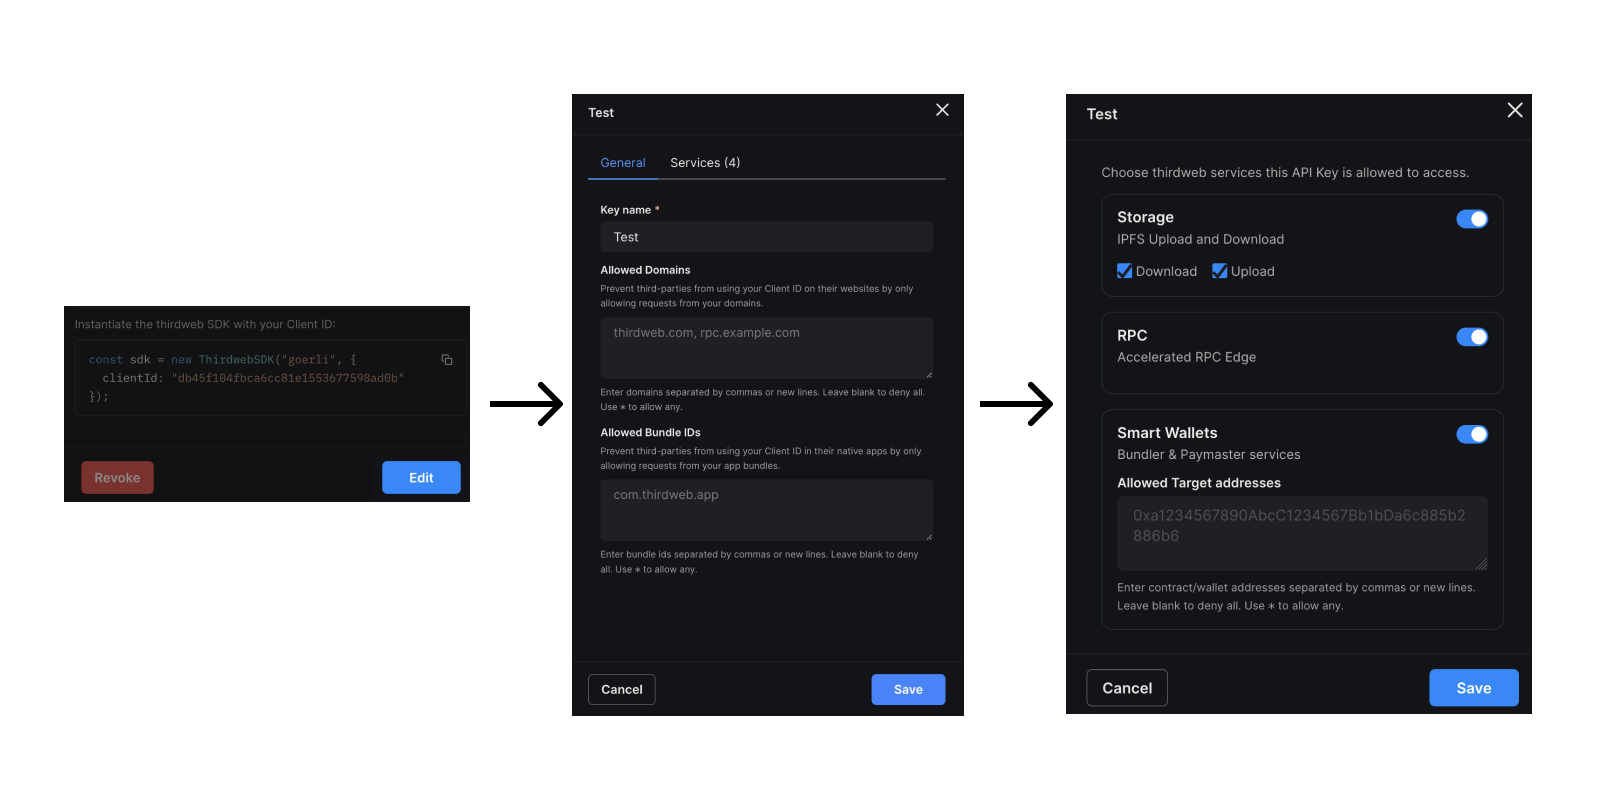 Instantiate the thirdweb SDK with your Client ID:
const sdk = new ThirdwebSDK("goerli", {
clientId: "db45f104fbca6cc81e1553677598ad0b"
});
Revoke
Edit
Test
General
Services (4)
Key name *
Test
Allowed Domains
Prevent third-parties from using your Client ID on their websites by only
allowing requests from your domains.
thirdweb.com, rpc.example.com
Enter domains separated by commas or new lines. Leave blank to deny all.
Use * to allow any.
Allowed Bundle IDs
Prevent third-parties from using your Client ID in their native apps by only
allowing requests from your app bundles.
com.thirdweb.app
Enter bundle ids separated by commas or new lines. Leave blank to deny
all. Use * to allow any.
Cancel
Save
Test
Choose thirdweb services this API Key is allowed to access.
Storage
IPFS Upload and Download
Download
Upload
RPC
Accelerated RPC Edge
Smart Wallets
Bundler & Paymaster services
Allowed Target addresses
0xa1234567890AbcC1234567Bb1bDa6c885b2
886b6
Enter contract/wallet addresses separated by commas or new lines.
Leave blank to deny all. Use * to allow any.
Cancel
Save